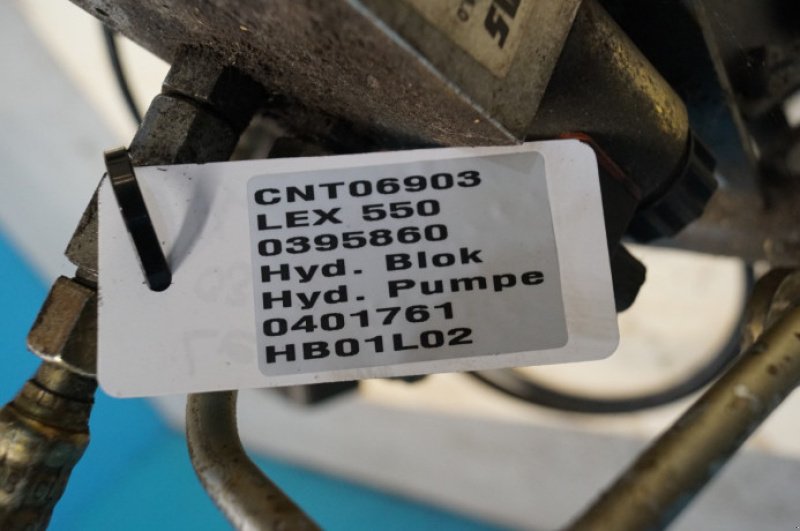 CNT06903
LEX 550
0395860
Hyd. Blok
Hyd. Pumpe
0401761
HB01L02